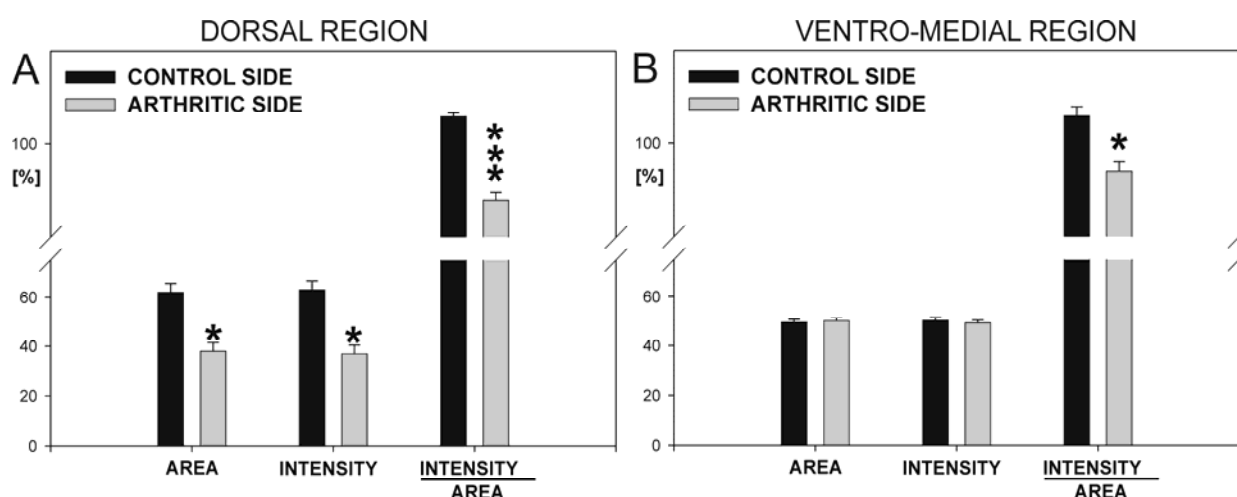 DORSAL REGION
A
CONTROL SIDE
ARTHRITIC SIDE
100
[%]
60
40
20
0
*
*
***
AREA
INTENSITY
INTENSITY
AREA
VENTRO-MEDIAL REGION
B
CONTROL SIDE
ARTHRITIC SIDE
100
[%]
60
40
20
0
*
AREA
INTENSITY
INTENSITY
AREA